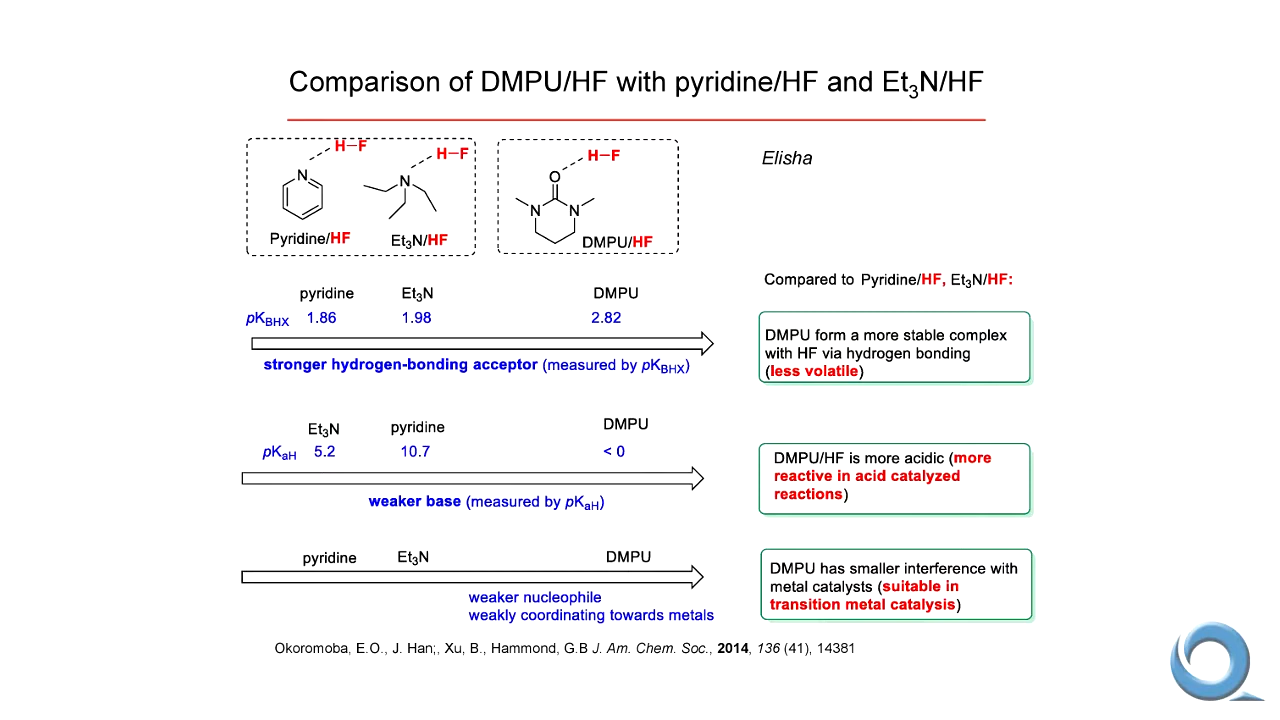 Comparison of DMPU/HF with pyridine/HF and Et₃N/HF
H–F
H–F
H–F
Elisha
N
N
O
N
N
Pyridine/HF
Et₃N/HF
DMPU/HF
Compared to Pyridine/HF, Et₃N/HF:
pyridine Et₃N DMPU
pK_BHX 1.86 1.98 2.82
stronger hydrogen-bonding acceptor (measured by pK_BHX)
DMPU form a more stable complex
with HF via hydrogen bonding
(less volatile)
Et₃N pyridine DMPU
pK_aH 5.2 10.7 < 0
weaker base (measured by pK_aH)
DMPU/HF is more acidic (more
reactive in acid catalyzed
reactions)
pyridine Et₃N DMPU
weaker nucleophile
weakly coordinating towards metals
DMPU has smaller interference with
metal catalysts (suitable in
transition metal catalysis)
Okoromoba, E.O., J. Han;, Xu, B., Hammond, G.B J. Am. Chem. Soc., 2014, 136 (41), 14381